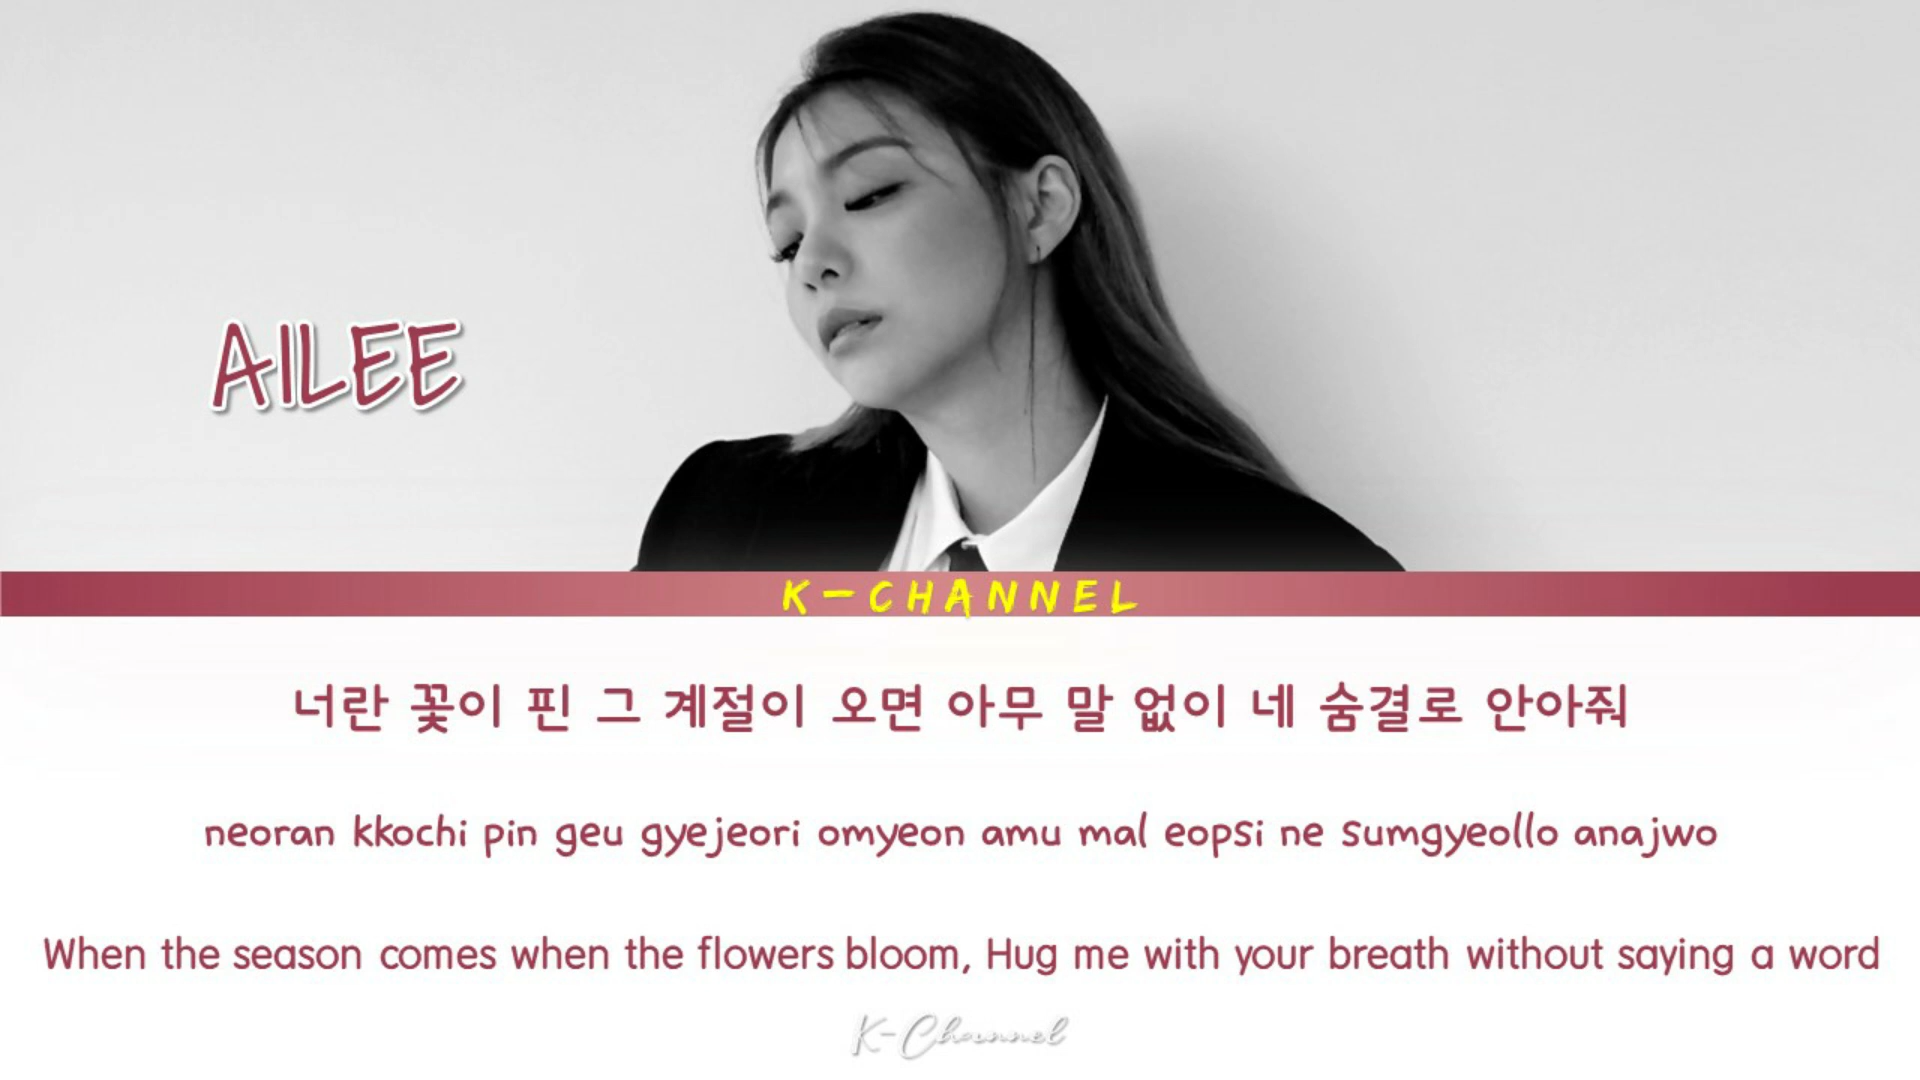 AILEE
K-CHANNEL
너란 꽃이 핀 그 계절이 오면 아무 말 없이 네 숨결로 안아줘
neoran kkochi pin geu gyejeori omyeon amu mal eopsi ne sumgyeollo anajwo
When the season comes when the flowers bloom, Hug me with your breath without saying a word
K-Channel